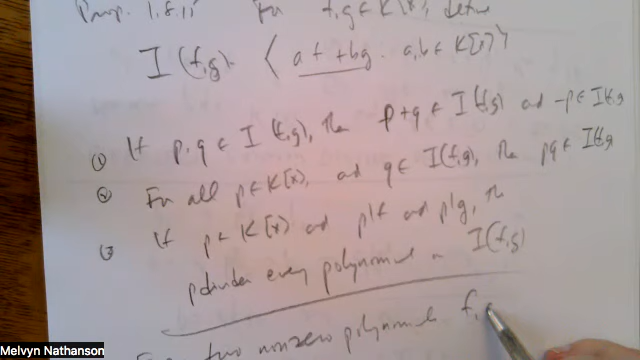 Prop. 1.8.11 For f,g ∈ K[x], define
I(f,g) = { af + bg : a,b ∈ K[x] }
(1) If p, q ∈ I(f,g), then p+q ∈ I(f,g) and -p ∈ I(f,g)
(2) For all p ∈ K[x], and q ∈ I(f,g), then pq ∈ I(f,g)
(3) If p ∈ K[x] and p|f and p|g, then
p divides every polynomial in I(f,g)
two nonzero polynomials f,
Melvyn Nathanson